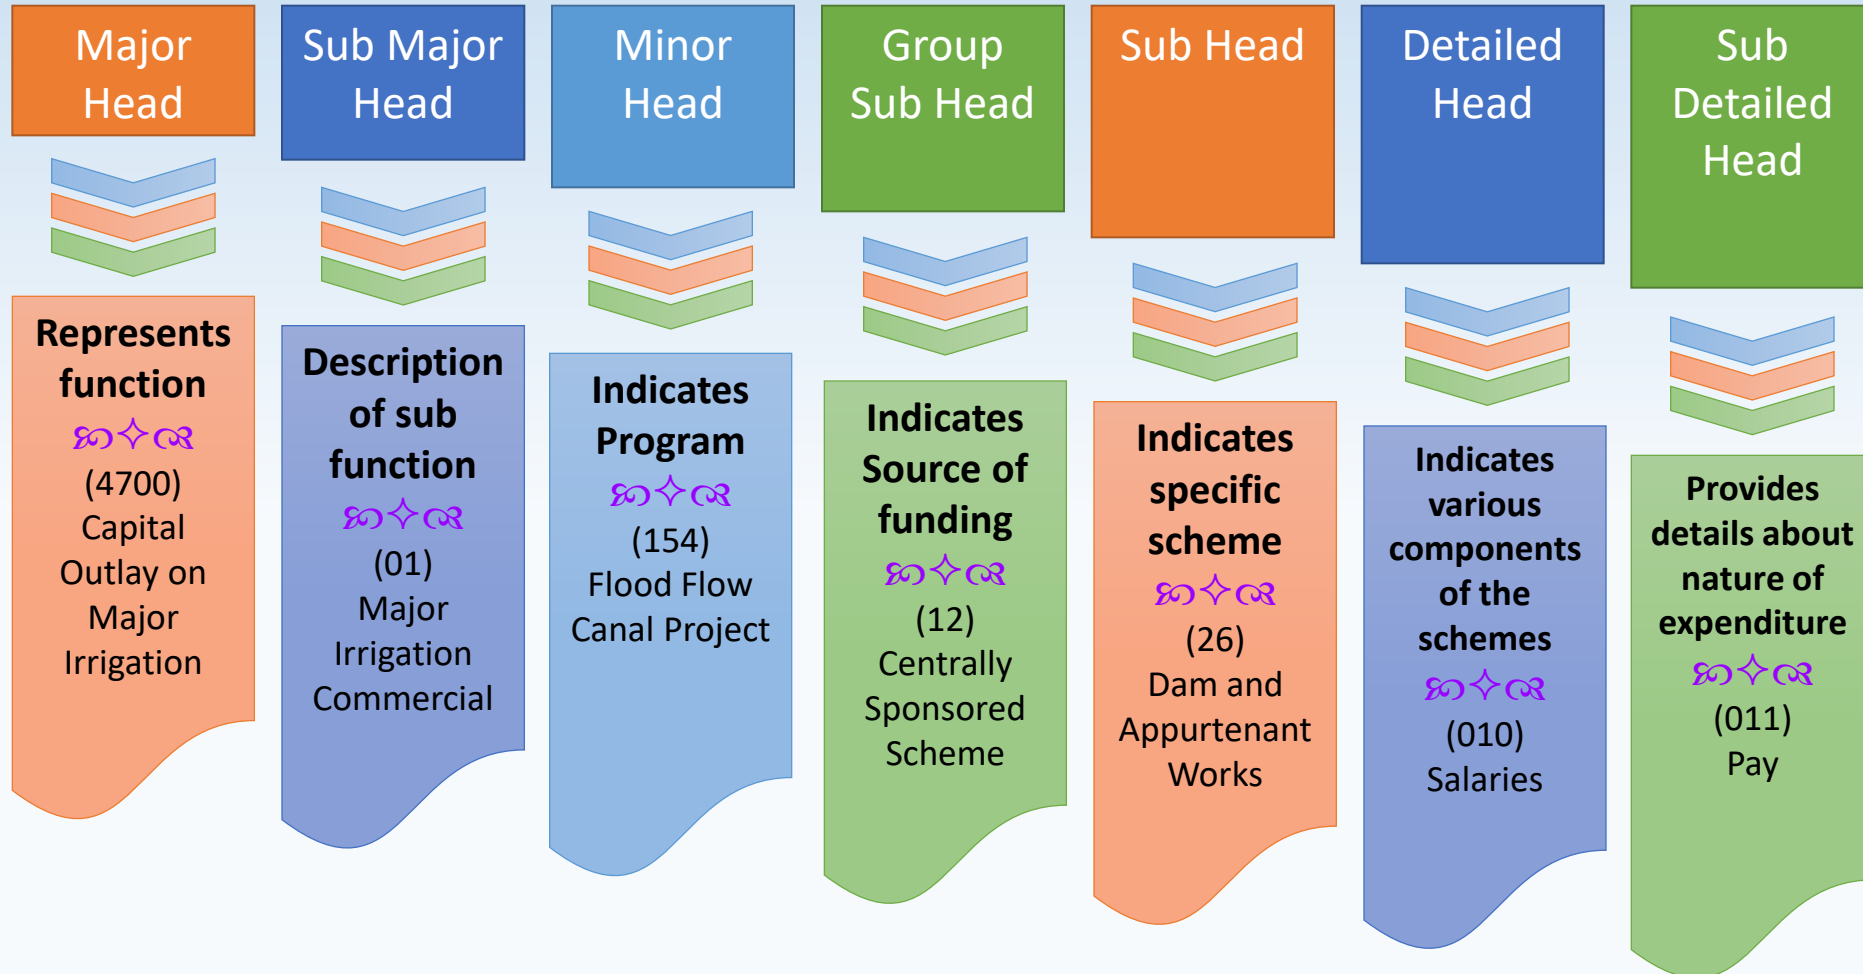 Major
Head
Represents
function
(4700)
Capital
Outlay on
Major
Irrigation
Sub Major
Head
Description
of sub
function
(01)
Major
Irrigation
Commercial
Minor
Head
Indicates
Program
(154)
Flood Flow
Canal Project
Group
Sub Head
Indicates
Source of
funding
(12)
Centrally
Sponsored
Scheme
Sub Head
Indicates
specific
scheme
(26)
Dam and
Appurtenant
Works
Detailed
Head
Indicates
various
components
of the
schemes
(010)
Salaries
Sub
Detailed
Head
Provides
details about
nature of
expenditure
(011)
Pay